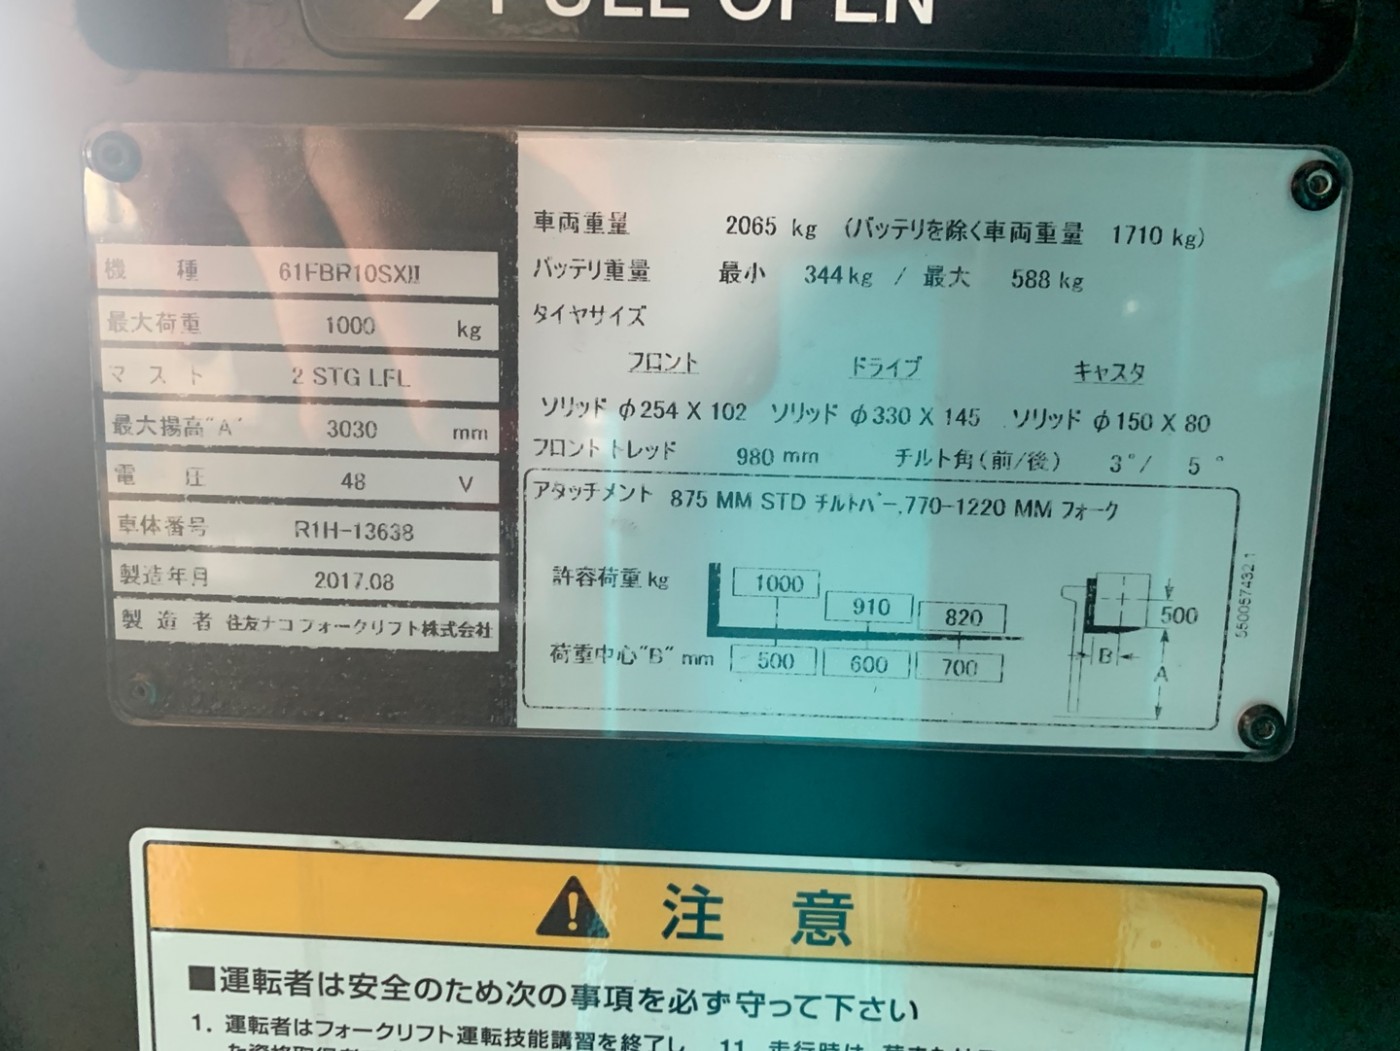 FULL OPEN
機 種 61FBR10SXII
最大荷重 1000 kg
マスト 2 STG LFL
最大揚高"A" 3030 mm
電 圧 48 V
車体番号 R1H-13638
製造年月 2017.08
製造者 住友ナコフォークリフト株式会社
車両重量 2065 kg (バッテリを除く車両重量 1710 kg)
バッテリ重量 最小 344kg / 最大 588 kg
タイヤサイズ
フロント ドライブ キャスタ
ソリッド φ254 X 102 ソリッド φ330 X 145 ソリッド φ150 X 80
フロントトレッド 980 mm チルト角(前/後) 3°/ 5°
アタッチメント 875 MM STD チルトバー,770-1220 MM フォーク
許容荷重 kg 1000 910 820
荷重中心"B" mm 500 600 700
500
B
A
550057432 1
注 意
■運転者は安全のため次の事項を必ず守って下さい
1. 運転者はフォークリフト運転技能講習を終了し 11. 走行時は、荷